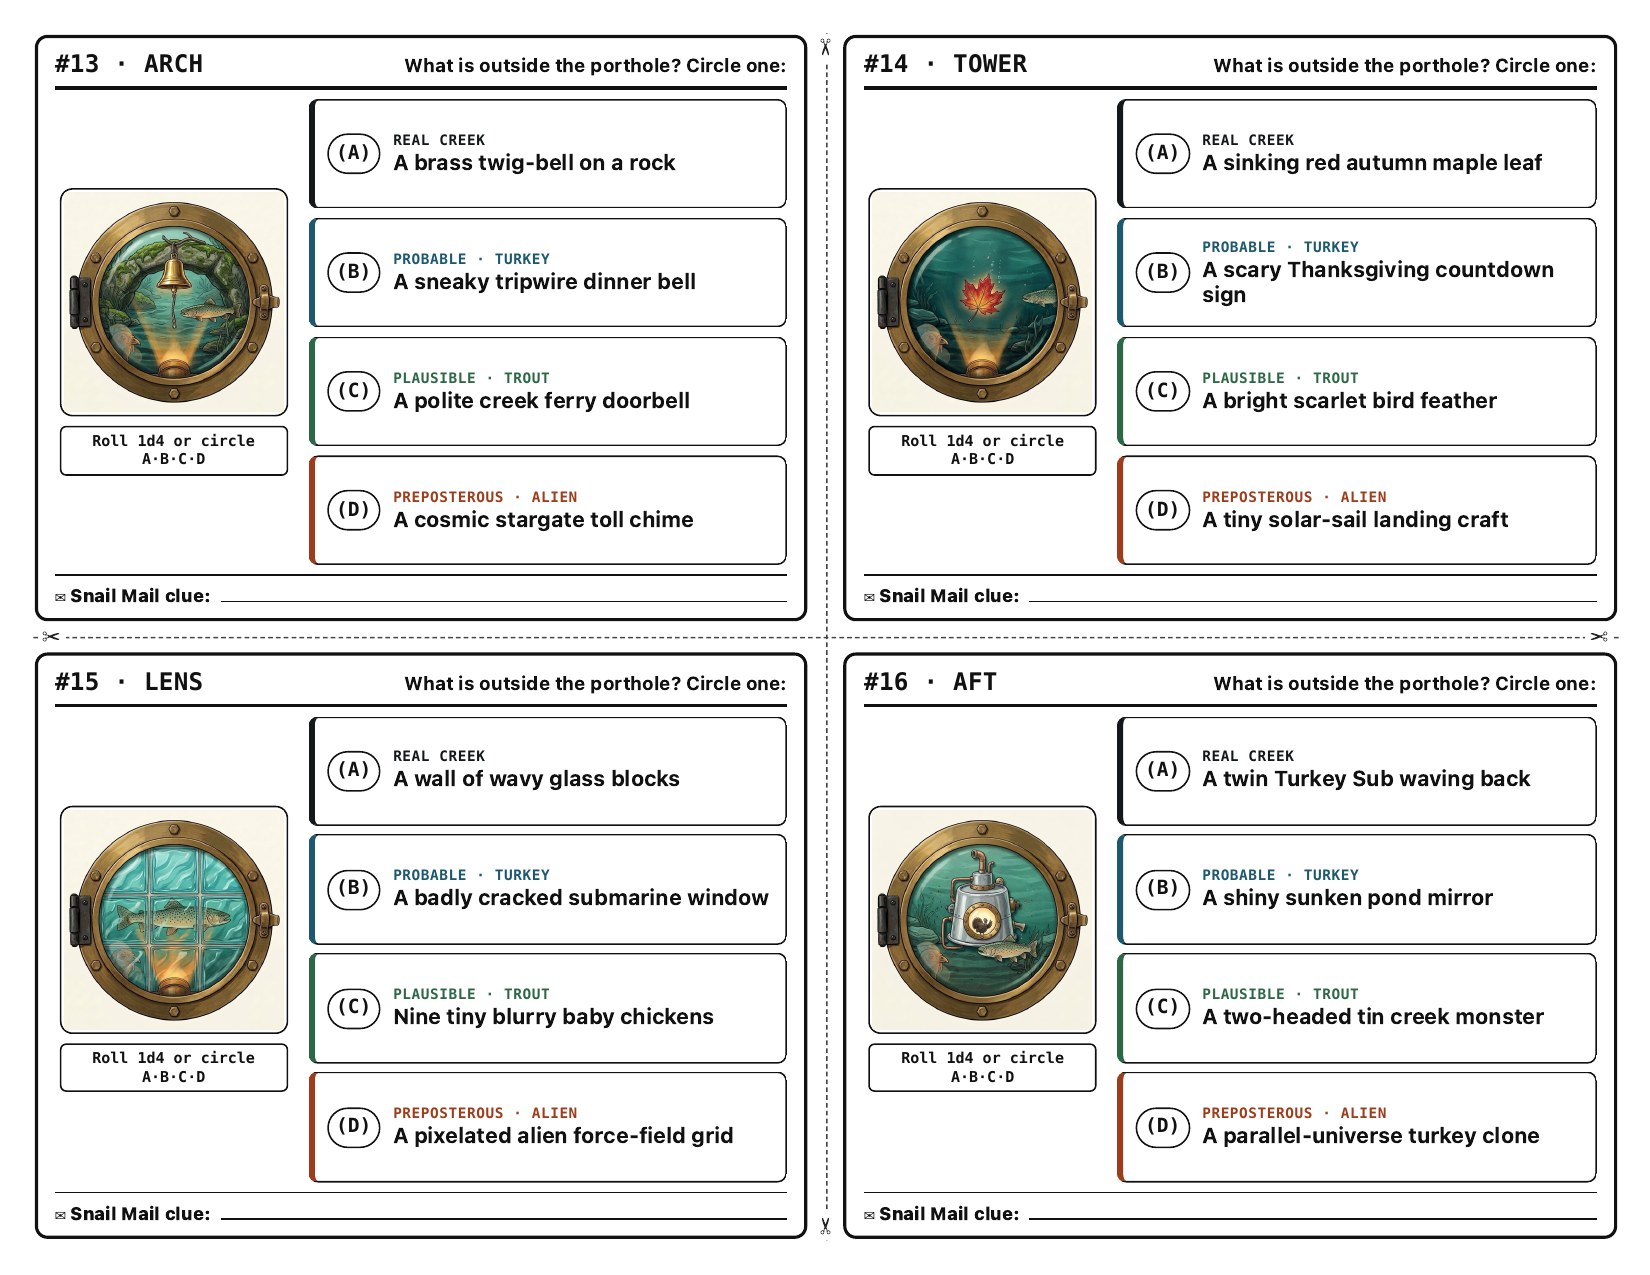 #13 · ARCH
What is outside the porthole? Circle one:
(A)
REAL CREEK
A brass twig-bell on a rock
(B)
PROBABLE · TURKEY
A sneaky tripwire dinner bell
(C)
PLAUSIBLE · TROUT
A polite creek ferry doorbell
(D)
PREPOSTEROUS · ALIEN
A cosmic stargate toll chime
Roll 1d4 or circle
A·B·C·D
✉ Snail Mail clue:
#14 · TOWER
What is outside the porthole? Circle one:
(A)
REAL CREEK
A sinking red autumn maple leaf
(B)
PROBABLE · TURKEY
A scary Thanksgiving countdown
sign
(C)
PLAUSIBLE · TROUT
A bright scarlet bird feather
(D)
PREPOSTEROUS · ALIEN
A tiny solar-sail landing craft
Roll 1d4 or circle
A·B·C·D
✉ Snail Mail clue:
#15 · LENS
What is outside the porthole? Circle one:
(A)
REAL CREEK
A wall of wavy glass blocks
(B)
PROBABLE · TURKEY
A badly cracked submarine window
(C)
PLAUSIBLE · TROUT
Nine tiny blurry baby chickens
(D)
PREPOSTEROUS · ALIEN
A pixelated alien force-field grid
Roll 1d4 or circle
A·B·C·D
✉ Snail Mail clue:
#16 · AFT
What is outside the porthole? Circle one:
(A)
REAL CREEK
A twin Turkey Sub waving back
(B)
PROBABLE · TURKEY
A shiny sunken pond mirror
(C)
PLAUSIBLE · TROUT
A two-headed tin creek monster
(D)
PREPOSTEROUS · ALIEN
A parallel-universe turkey clone
Roll 1d4 or circle
A·B·C·D
✉ Snail Mail clue: